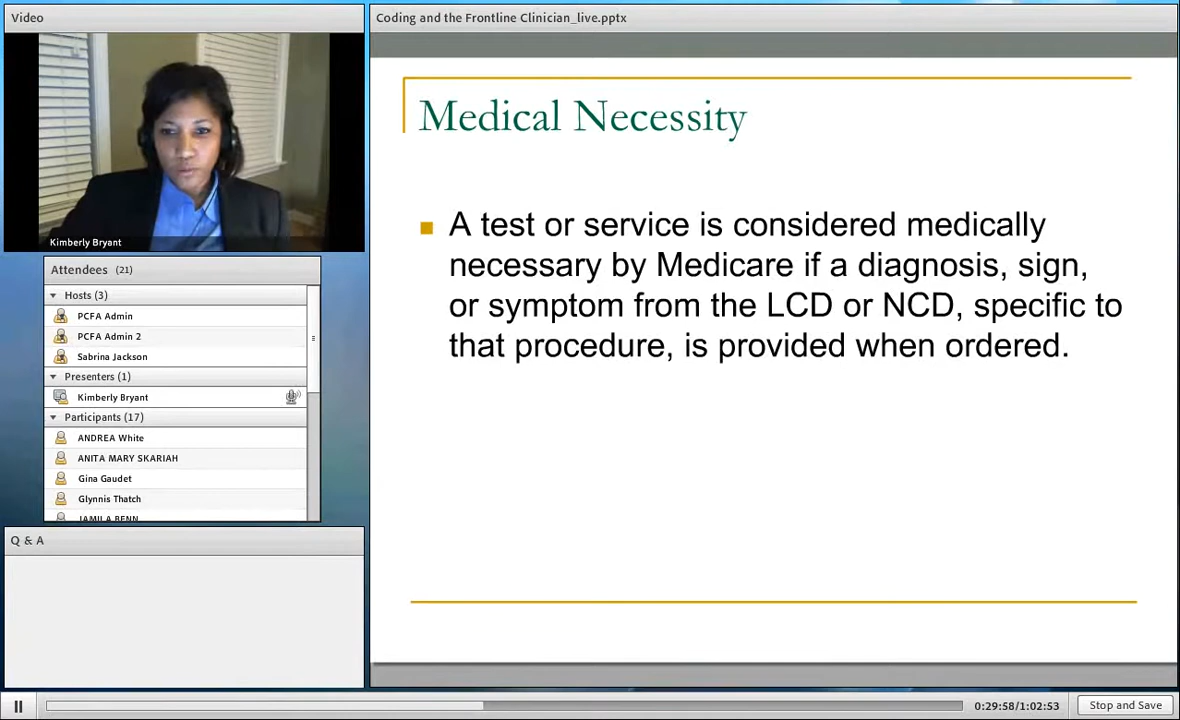 Video
Kimberly Bryant
Attendees (21)
Hosts (3)
PCFA Admin
PCFA Admin 2
Sabrina Jackson
Presenters (1)
Kimberly Bryant
Participants (17)
ANDREA White
ANITA MARY SKARIAH
Gina Gaudet
Glynnis Thatch
JAMILA BENN
Q & A
Coding and the Frontline Clinician_live.pptx
Medical Necessity
A test or service is considered medically
necessary by Medicare if a diagnosis, sign,
or symptom from the LCD or NCD, specific to
that procedure, is provided when ordered.
0:29:58/1:02:53
Stop and Save